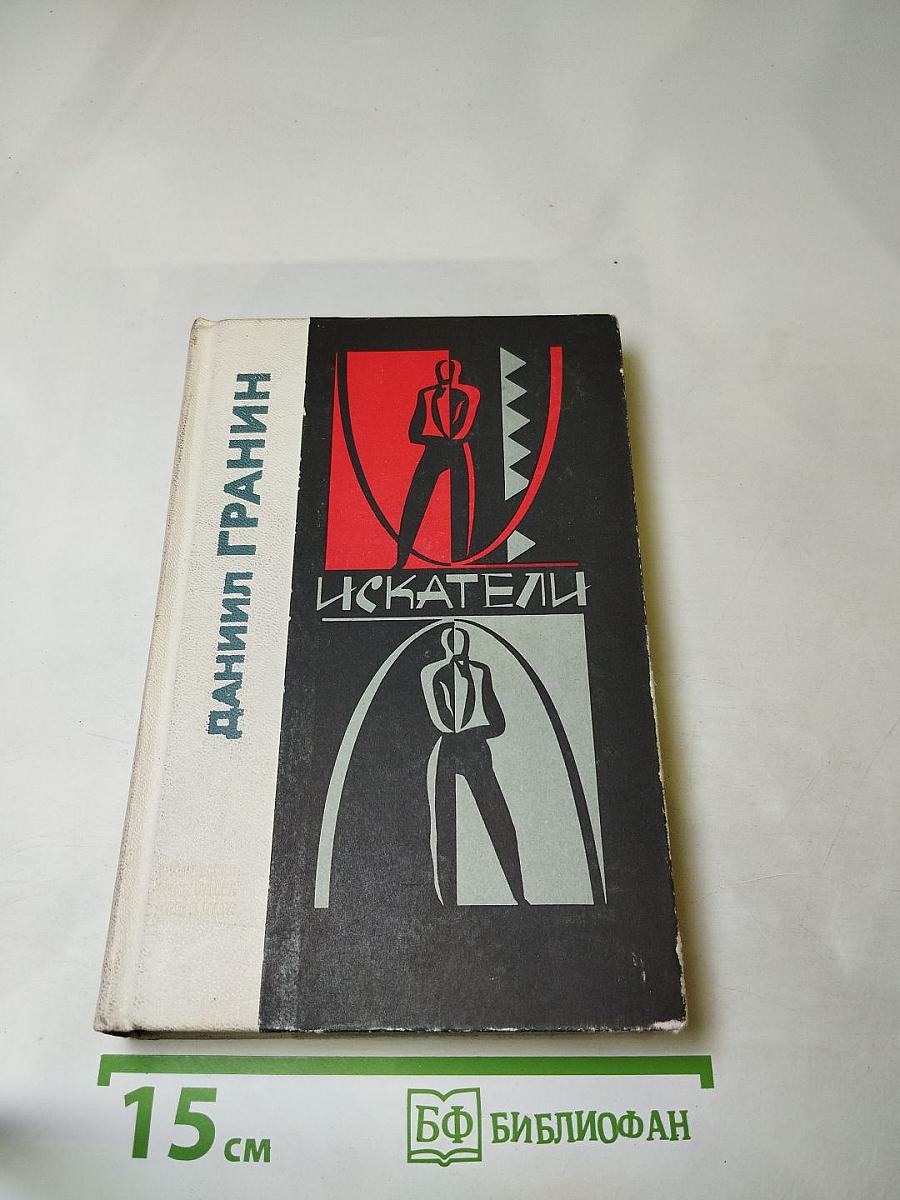 ДАНИИЛ ГРАНИН
ИСКАТЕЛИ
15 см
БФ БИБЛИОФАН